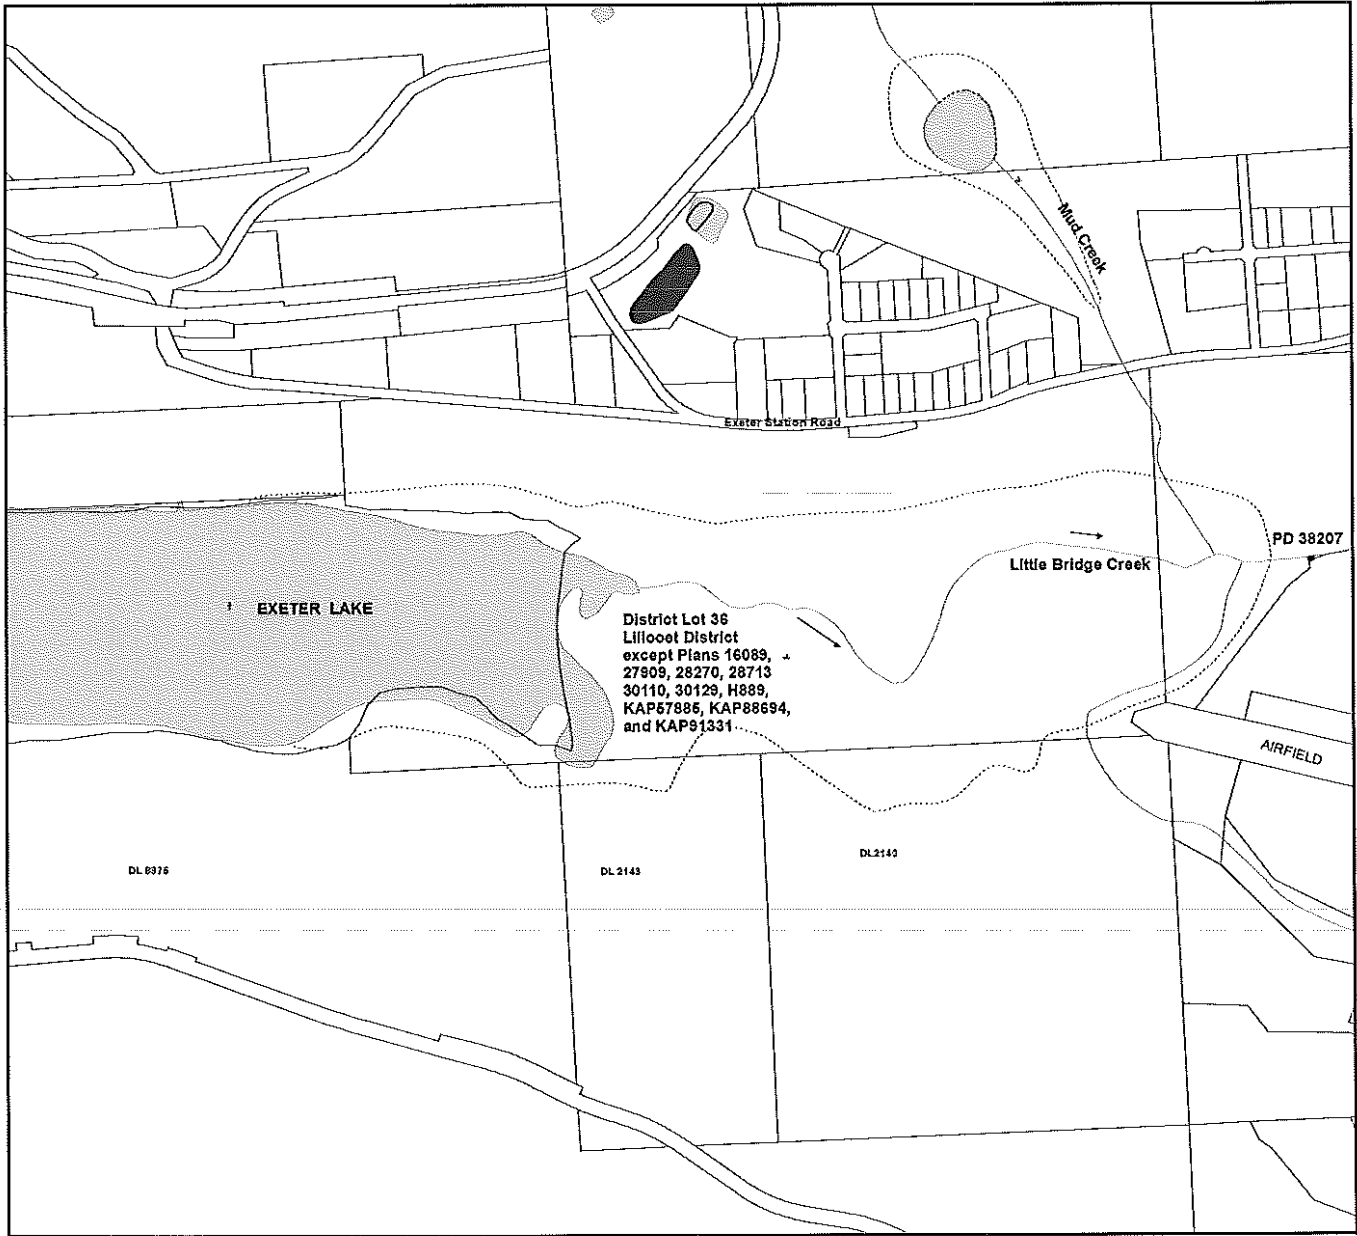 Mud Creek
Exeter Station Road
PD 38207
Little Bridge Creek
EXETER LAKE
District Lot 36
Lillooet District
except Plans 16089,
27909, 28270, 28713
30110, 30129, H889,
KAP57885, KAP88694,
and KAP91331
AIRFIELD
DL 2143